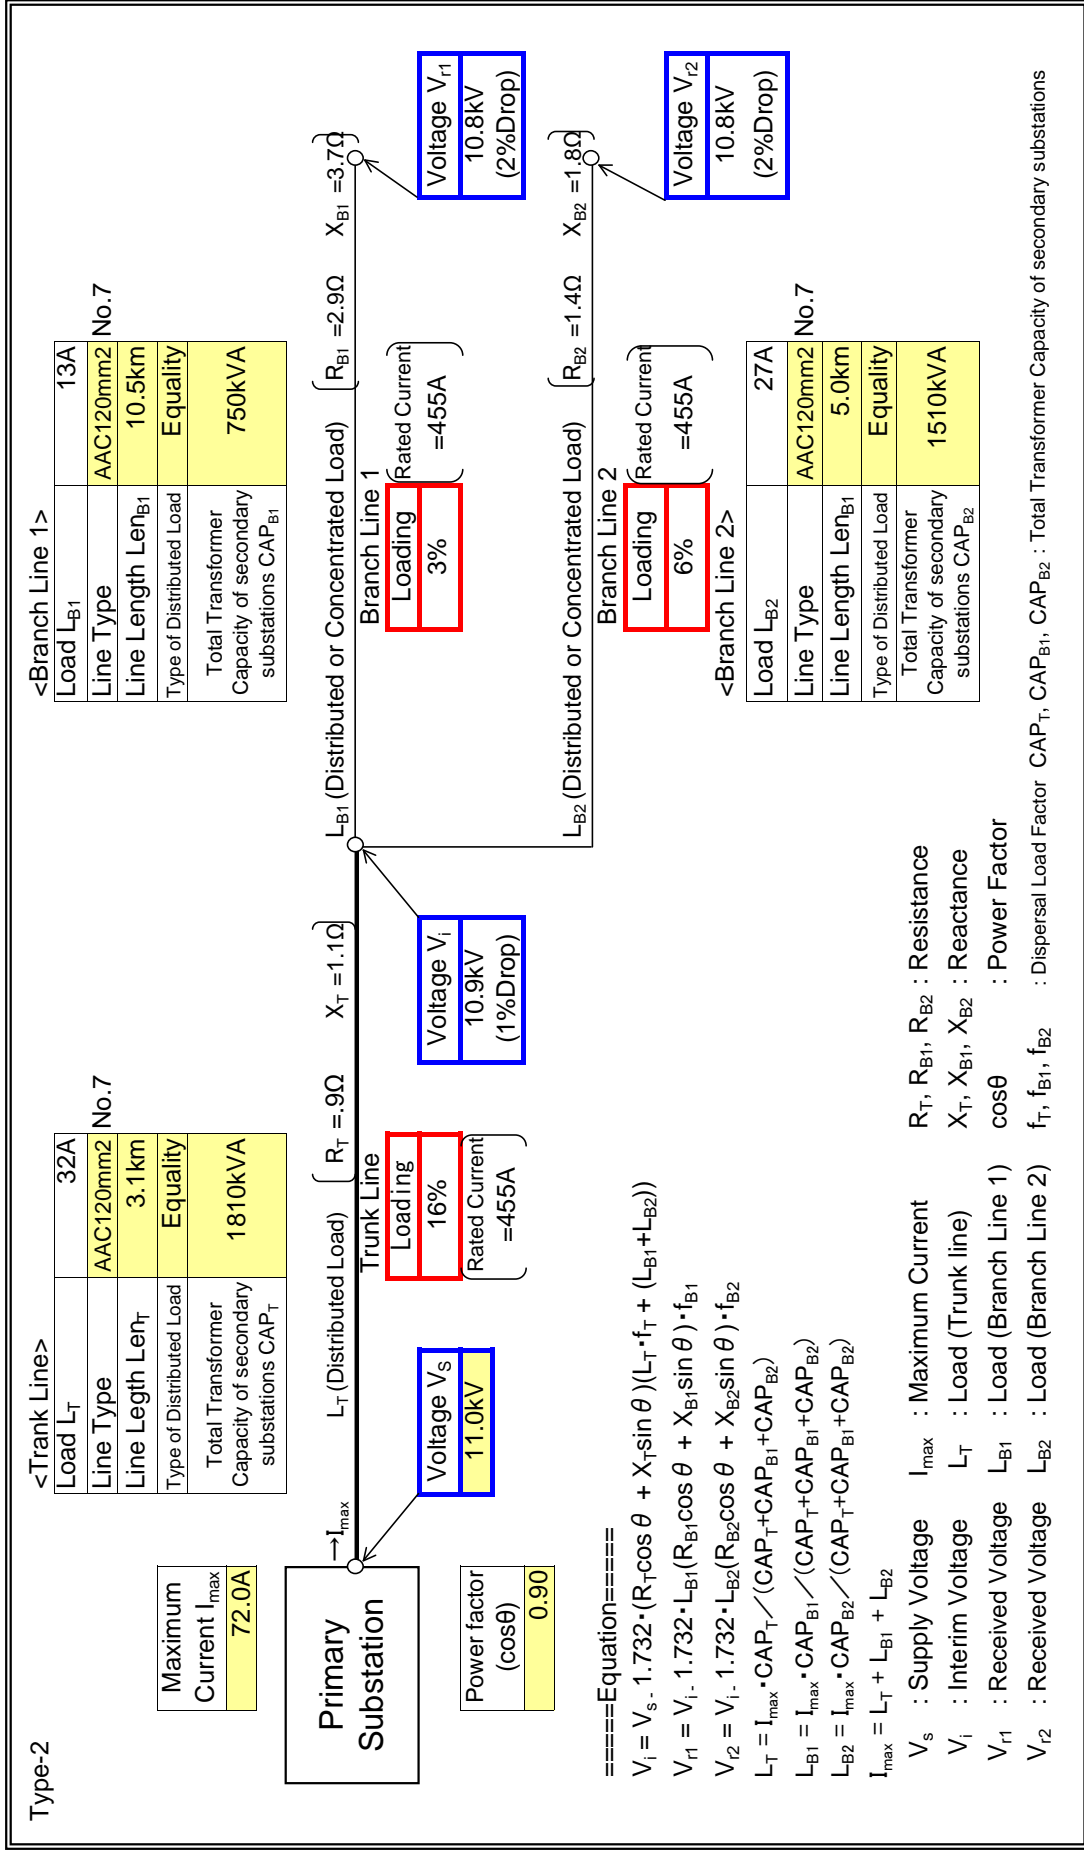 Type-2
Maximum
Current Imax
72.0A
Primary
Substation
Power factor
(cosθ)
0.90
→Imax
Voltage VS
11.0kV
<Trank Line>
Load LT 32A
Line Type AAC120mm2 No.7
Line Legth LenT 3.1km
Type of Distributed Load Equality
Total Transformer
Capacity of secondary
substations CAPT
1810kVA
LT (Distributed Load) RT =.9Ω XT =1.1Ω
Trunk Line
Loading
16%
Rated Current
=455A
Voltage Vi
10.9kV
(1%Drop)
<Branch Line 1>
Load LB1 13A
Line Type AAC120mm2 No.7
Line Length LenB1 10.5km
Type of Distributed Load Equality
Total Transformer
Capacity of secondary
substations CAPB1
750kVA
LB1 (Distributed or Concentrated Load) RB1 =2.9Ω XB1 =3.7Ω
Branch Line 1
Loading
3%
Rated Current
=455A
Voltage Vr1
10.8kV
(2%Drop)
LB2 (Distributed or Concentrated Load) RB2 =1.4Ω XB2 =1.8Ω
Branch Line 2
Loading
6%
Rated Current
=455A
Voltage Vr2
10.8kV
(2%Drop)
<Branch Line 2>
Load LB2 27A
Line Type AAC120mm2 No.7
Line Length LenB1 5.0km
Type of Distributed Load Equality
Total Transformer
Capacity of secondary
substations CAPB2
1510kVA
=====Equation=====
Vi = Vs - 1.732·(RTcos θ + XTsin θ )(LT·fT + (LB1+LB2))
Vr1 = Vi - 1.732·LB1(RB1cos θ + XB1sin θ )·fB1
Vr2 = Vi - 1.732·LB2(RB2cos θ + XB2sin θ )·fB2
LT = Imax·CAPT／(CAPT+CAPB1+CAPB2)
LB1 = Imax·CAPB1／(CAPT+CAPB1+CAPB2)
LB2 = Imax·CAPB2／(CAPT+CAPB1+CAPB2)
Imax = LT + LB1 + LB2
Vs : Supply Voltage Imax : Maximum Current RT, RB1, RB2 : Resistance
Vi : Interim Voltage LT : Load (Trunk line) XT, XB1, XB2 : Reactance
Vr1 : Received Voltage LB1 : Load (Branch Line 1) cosθ : Power Factor
Vr2 : Received Voltage LB2 : Load (Branch Line 2) fT, fB1, fB2 : Dispersal Load Factor CAPT, CAPB1, CAPB2 : Total Transformer Capacity of secondary substations